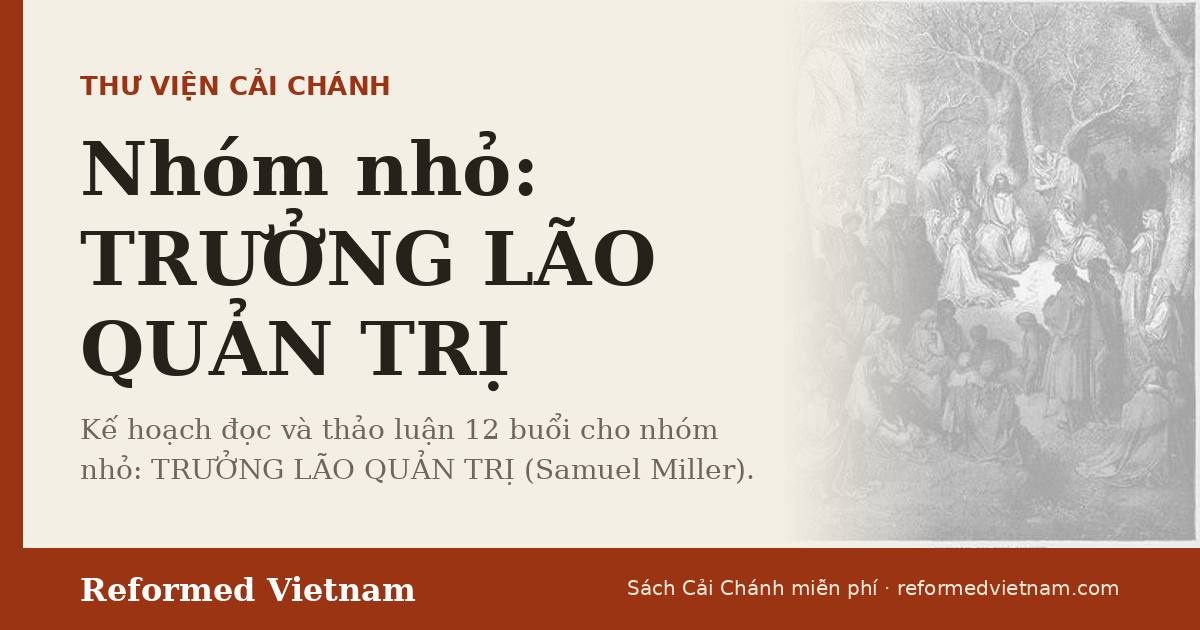 THƯ VIỆN CẢI CHÁNH
Nhóm nhỏ:
TRƯỞNG LÃO
QUẢN TRỊ
Kế hoạch đọc và thảo luận 12 buổi cho nhóm
nhỏ: TRƯỞNG LÃO QUẢN TRỊ (Samuel Miller).
Reformed Vietnam
Sách Cải Chánh miễn phí · reformedvietnam.com